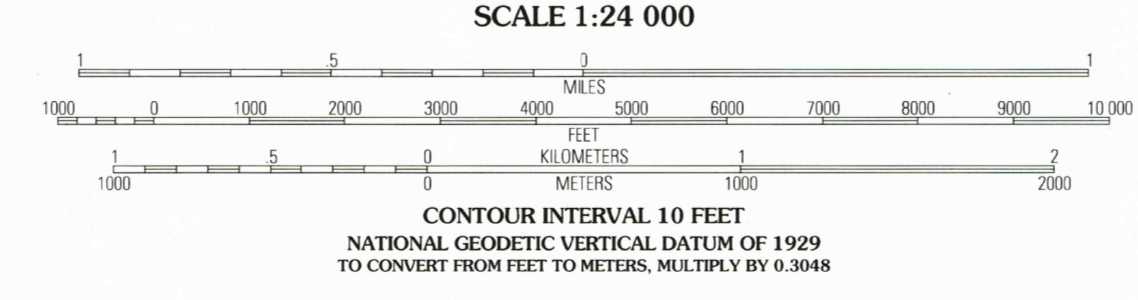 SCALE 1:24 000
1 .5 0 1
MILES
1000 0 1000 2000 3000 4000 5000 6000 7000 8000 9000 10 000
FEET
1 .5 0 KILOMETERS 1 2
1000 0 METERS 1000 2000
CONTOUR INTERVAL 10 FEET
NATIONAL GEODETIC VERTICAL DATUM OF 1929
TO CONVERT FROM FEET TO METERS, MULTIPLY BY 0.3048